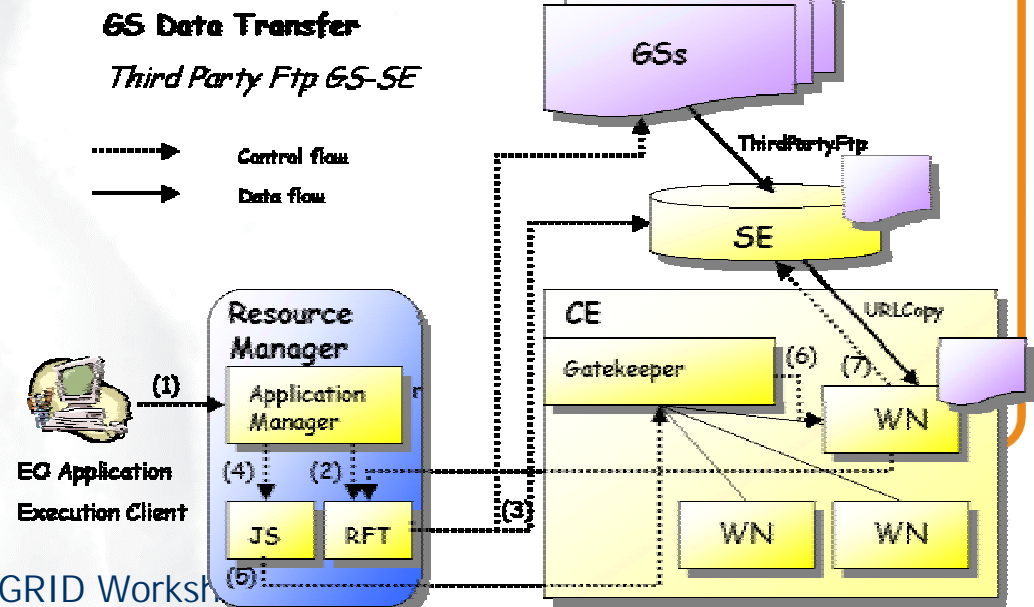 GS Data Transfer
Third Party Ftp GS-SE
Control flow
Data flow
GSs
ThirdPartyFtp
SE
URLCopy
Resource
Manager
Application
Manager
(1)
(4)
(2)
JS
RFT
(3)
(5)
EO Application
Execution Client
CE
Gatekeeper
(6)
(7)
WN
WN
WN
GRID Worksh